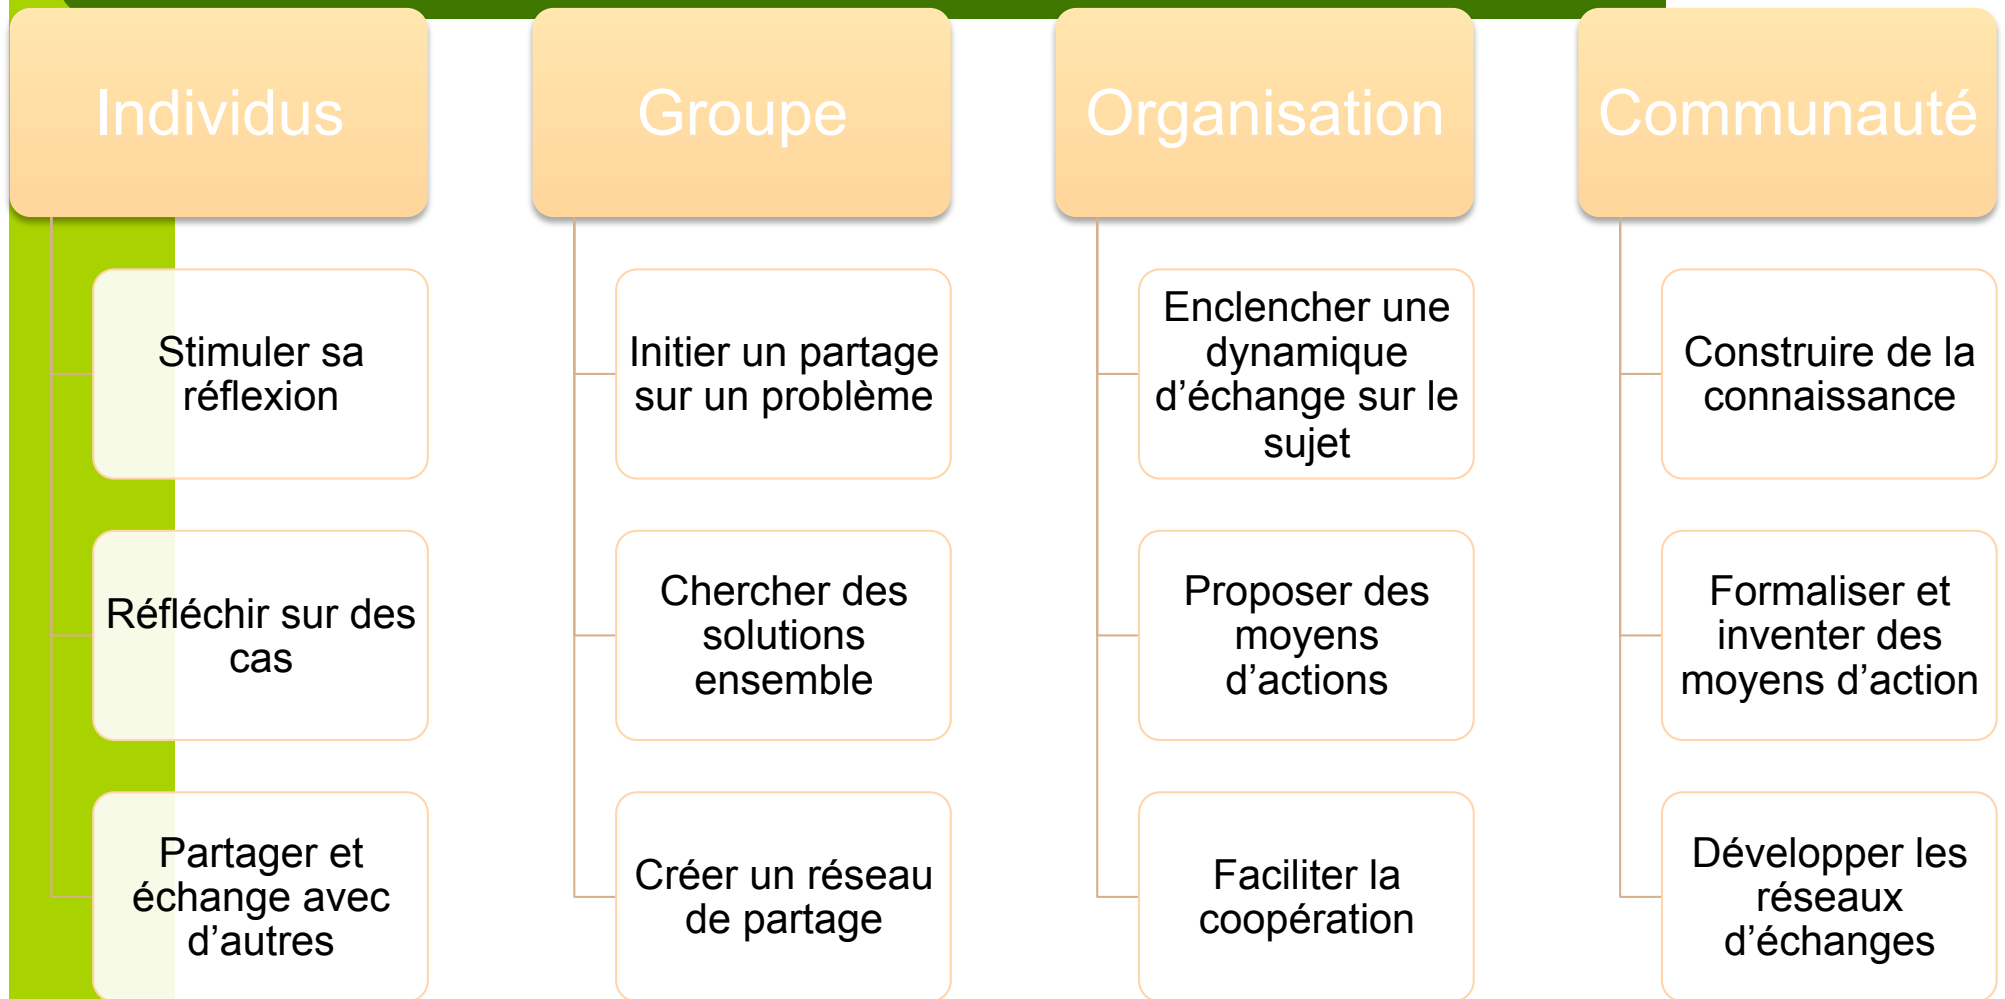 Individus
Stimuler sa
réflexion
Réfléchir sur des
cas
Partager et
échange avec
d’autres
Groupe
Initier un partage
sur un problème
Chercher des
solutions
ensemble
Créer un réseau
de partage
Organisation
Enclencher une
dynamique
d’échange sur le
sujet
Proposer des
moyens
d’actions
Faciliter la
coopération
Communauté
Construire de la
connaissance
Formaliser et
inventer des
moyens d’action
Développer les
réseaux
d’échanges